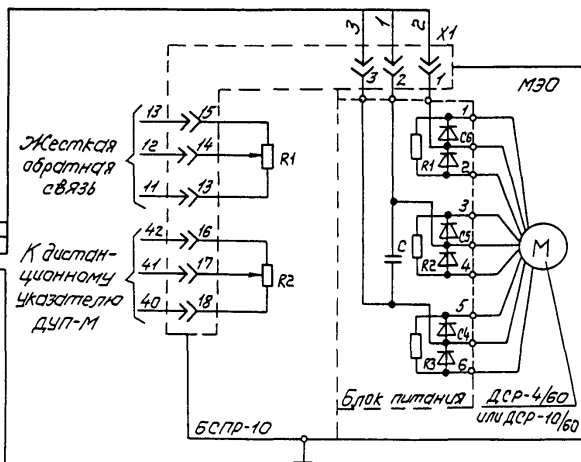 3 1 2
X1
3 2 1
МЭО
13 15
12 14
11 13
R1
Жесткая
обратная
связь
42 16
41 17
40 18
R2
К дистан-
ционному
указателю
ДУП-М
1
C6
R1
2
3
C5
R2
4
C
5
C4
R3
6
М
Блок питания
ДСР-4/60
или ДСР-10/60
БСПР-10